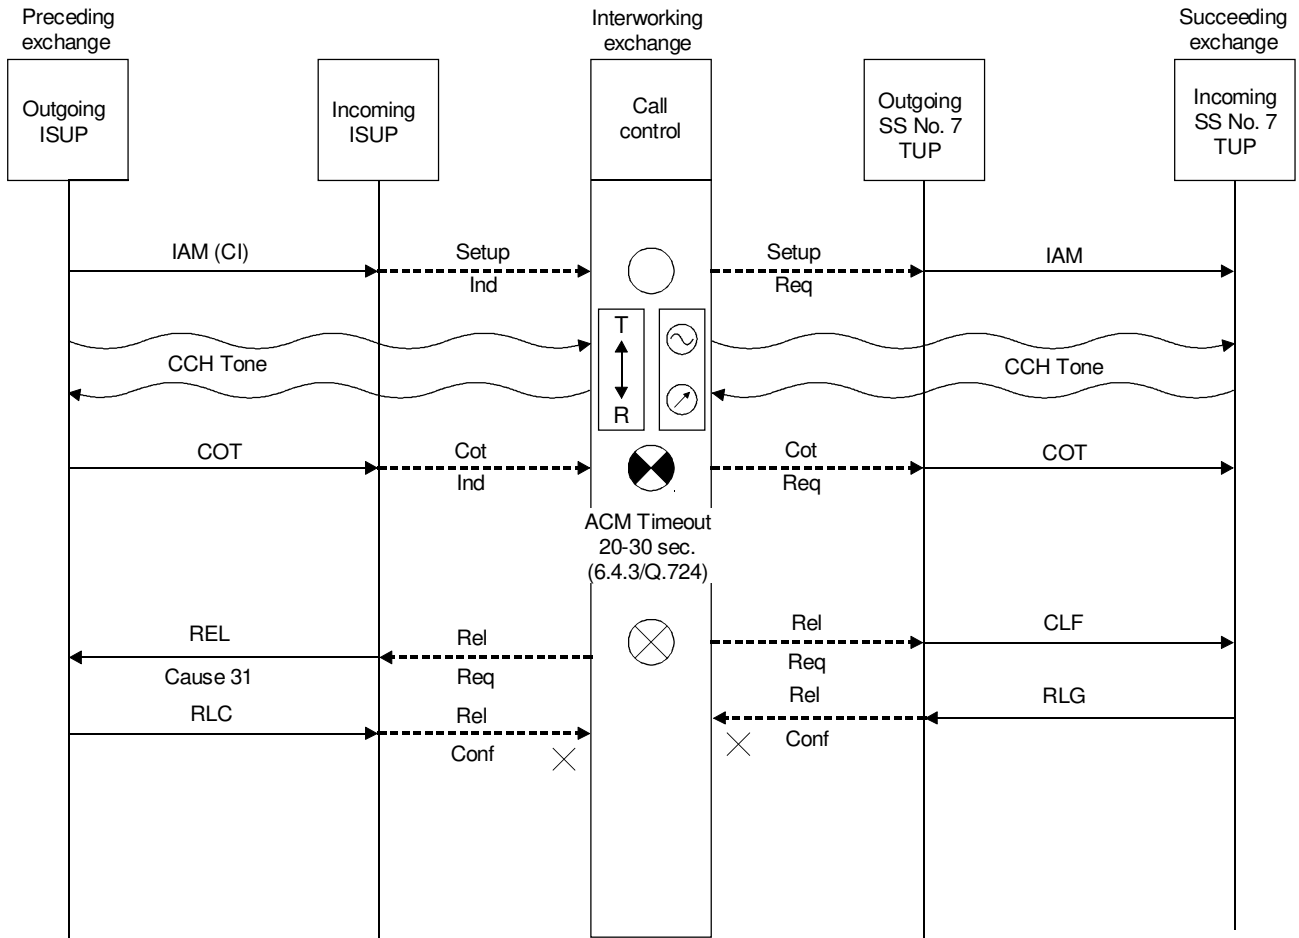 Preceding
exchange
Interworking
exchange
Succeeding
exchange
Outgoing
ISUP
Incoming
ISUP
Call
control
Outgoing
SS No. 7
TUP
Incoming
SS No. 7
TUP
IAM (CI)
Setup
Ind
Setup
Req
IAM
T
R
CCH Tone
CCH Tone
COT
Cot
Ind
Cot
Req
COT
ACM Timeout
20-30 sec.
(6.4.3/Q.724)
REL
Cause 31
Rel
Req
Rel
Req
CLF
RLC
Rel
Conf
Rel
Conf
RLG